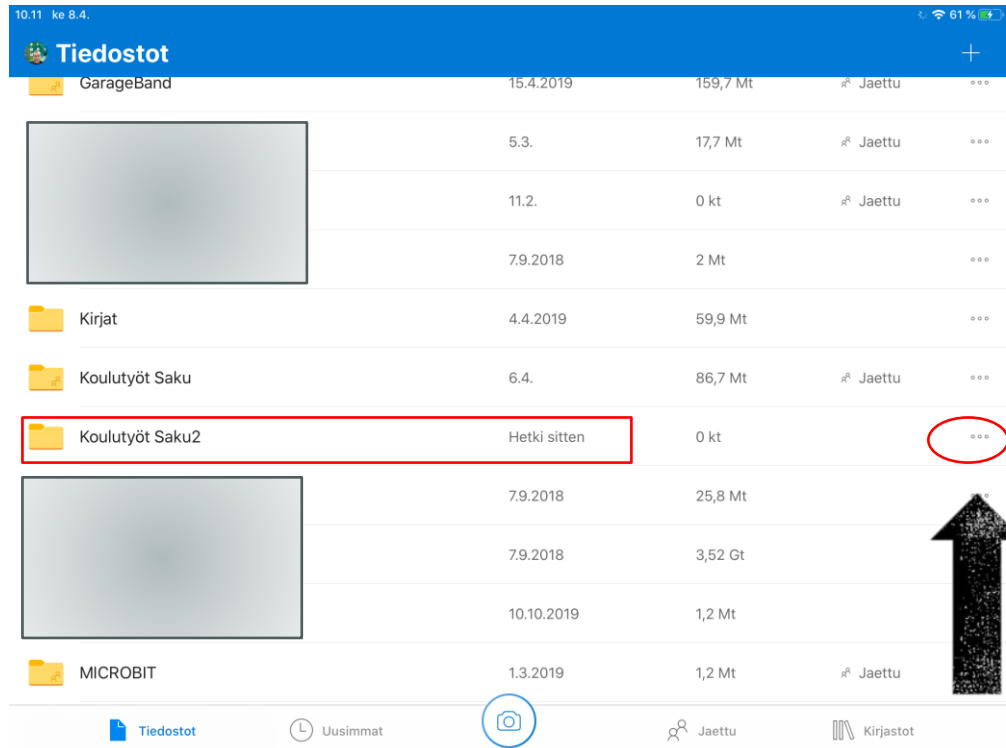 10.11 ke 8.4. 61 %
Tiedostot
GarageBand 15.4.2019 159,7 Mt Jaettu
5.3. 17,7 Mt Jaettu
11.2. 0 kt Jaettu
7.9.2018 2 Mt
Kirjat 4.4.2019 59,9 Mt
Koulutyöt Saku 6.4. 86,7 Mt Jaettu
Koulutyöt Saku2 Hetki sitten 0 kt
7.9.2018 25,8 Mt
7.9.2018 3,52 Gt
10.10.2019 1,2 Mt
MICROBIT 1.3.2019 1,2 Mt Jaettu
Tiedostot Uusimmat Jaettu Kirjastot